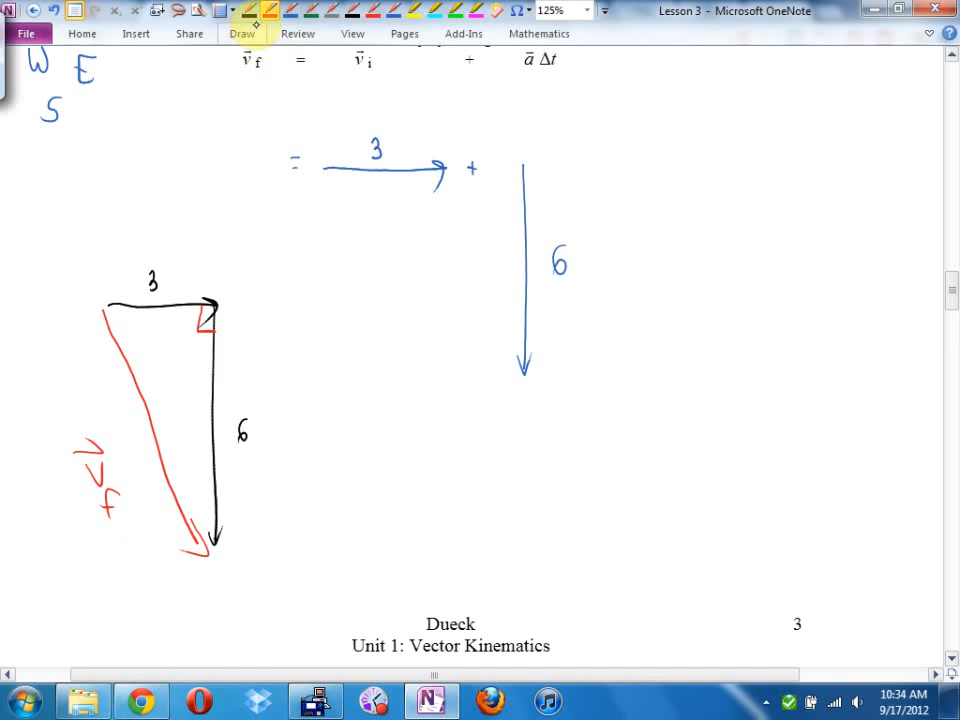 125%
Lesson 3 - Microsoft OneNote
File Home Insert Share Draw Review View Pages Add-Ins Mathematics
W E
S
v⃗ f = v⃗ i + a⃗ Δt
= 3 +
6
3
6
v⃗ f
Dueck 3
Unit 1: Vector Kinematics
10:34 AM
9/17/2012